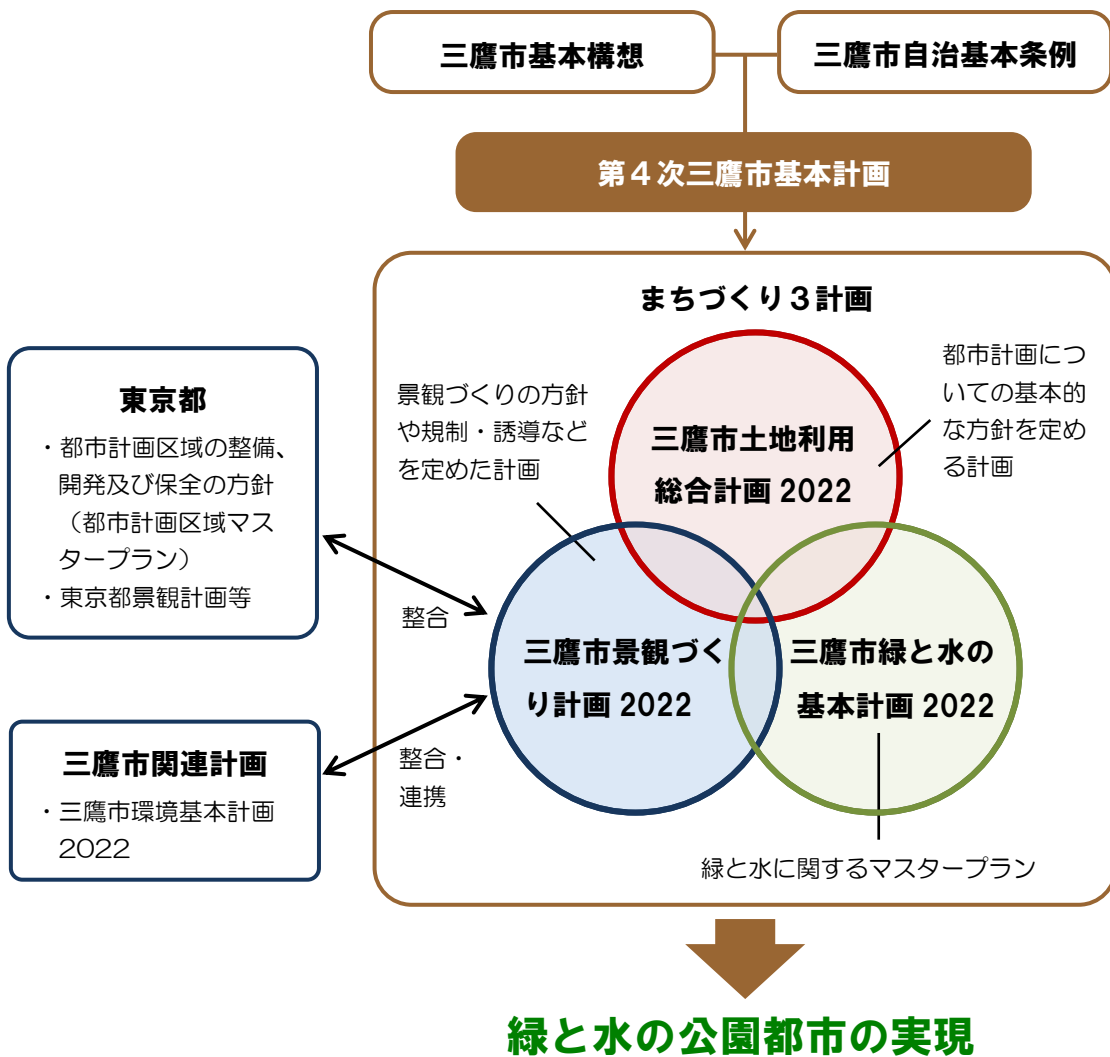 三鷹市基本構想
三鷹市自治基本条例
第４次三鷹市基本計画
まちづくり３計画
都市計画につ
いての基本的
な方針を定め
る計画
景観づくりの方針
や規制・誘導など
を定めた計画
三鷹市土地利用
総合計画 2022
東京都
・都市計画区域の整備、
開発及び保全の方針
（都市計画区域マス
タープラン）
・東京都景観計画等
整合
三鷹市景観づく
り計画 2022
三鷹市緑と水の
基本計画 2022
三鷹市関連計画
・三鷹市環境基本計画
2022
整合・
連携
緑と水に関するマスタープラン
緑と水の公園都市の実現